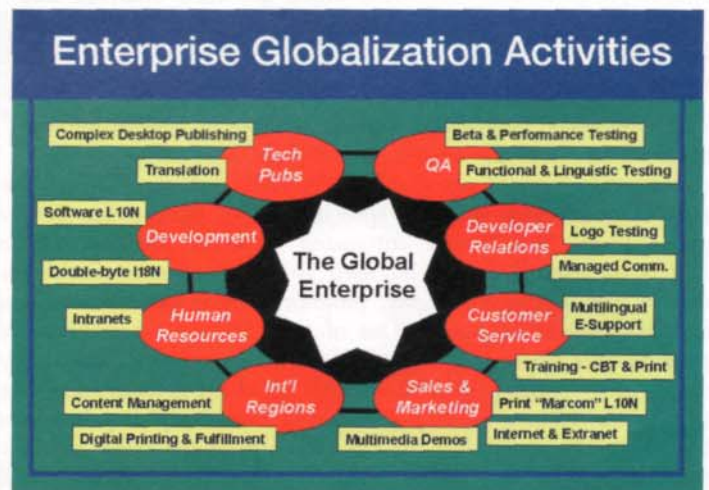 Enterprise Globalization Activities
Complex Desktop Publishing
Tech
Pubs
Translation
Beta & Performance Testing
QA
Functional & Linguistic Testing
Software L10N
Development
Double-byte I18N
Developer
Relations
Logo Testing
Managed Comm.
The Global
Enterprise
Intranets
Human
Resources
Customer
Service
Multilingual
E-Support
Training - CBT & Print
Content Management
Int'l
Regions
Digital Printing & Fulfillment
Sales &
Marketing
Print "Marcom" L10N
Multimedia Demos
Internet & Extranet